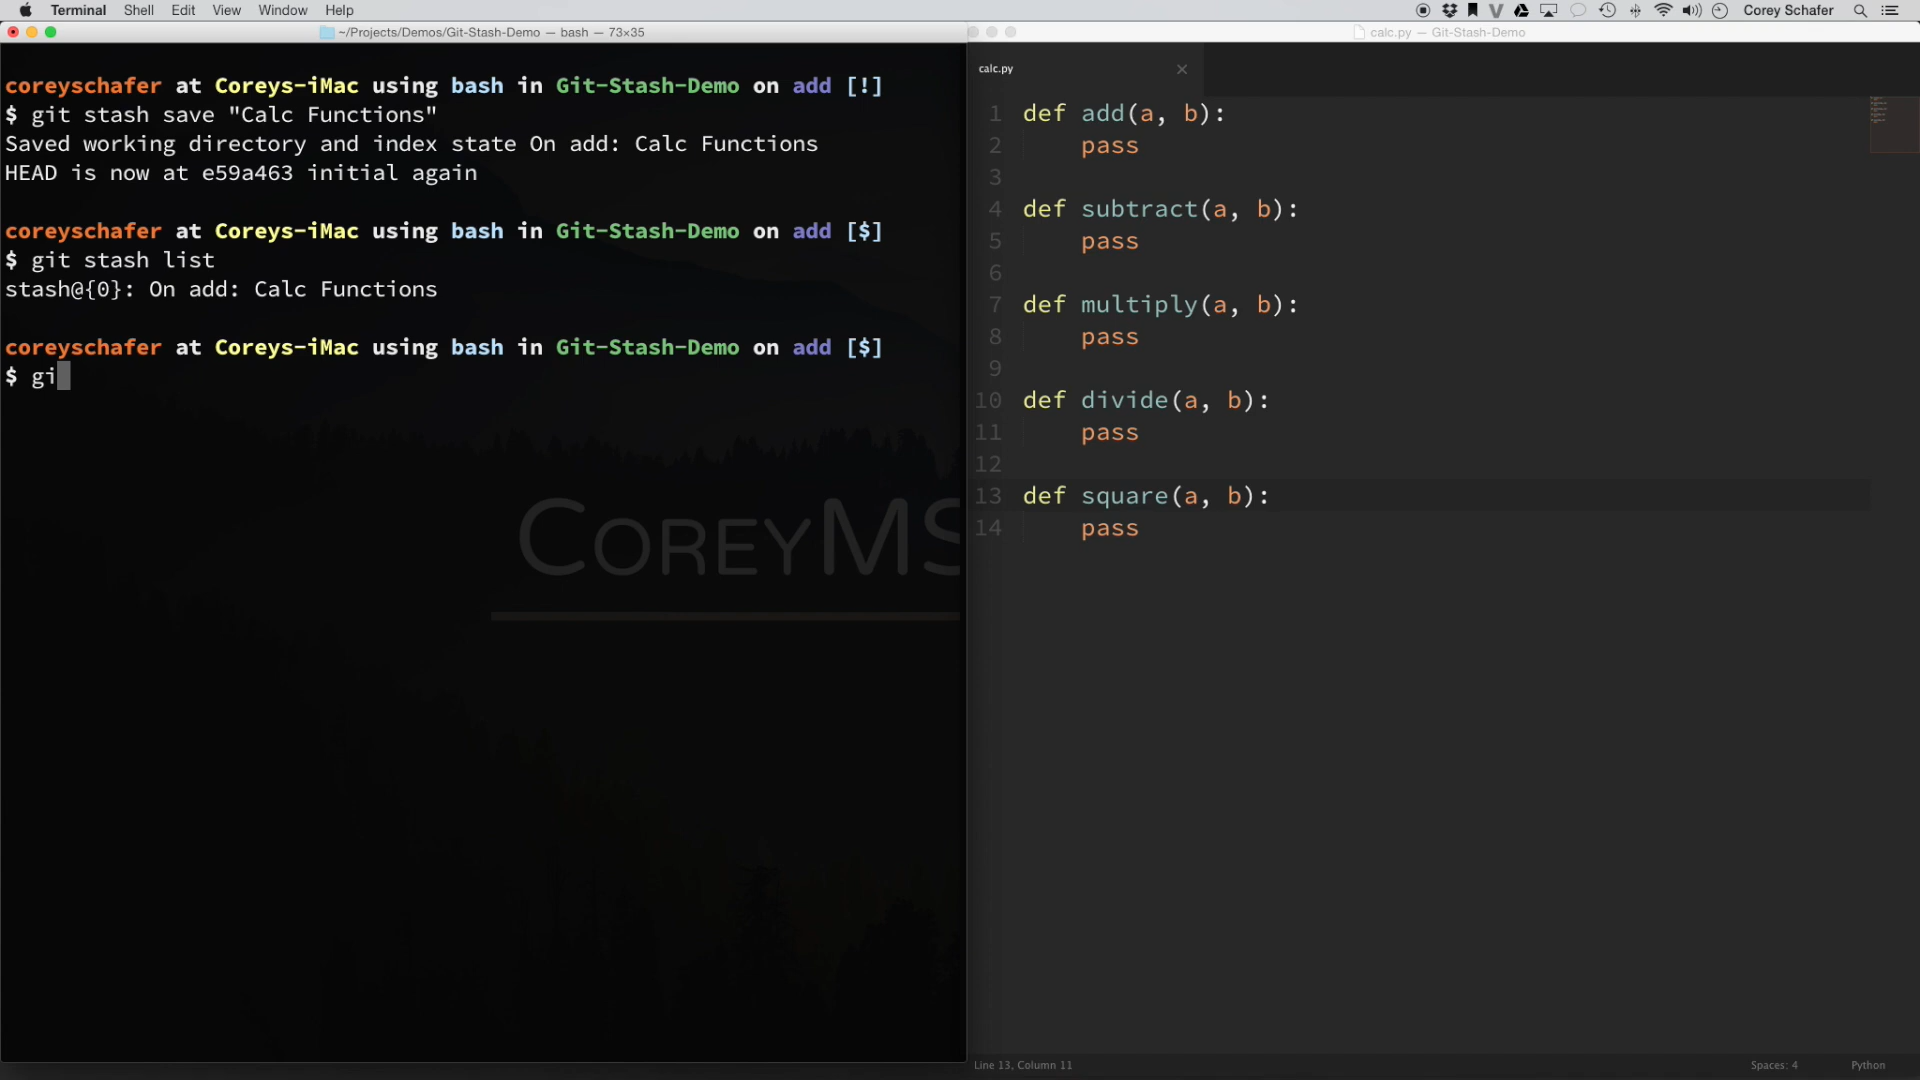 Terminal Shell Edit View Window Help Corey Schafer
~/Projects/Demos/Git-Stash-Demo — bash — 73×35
calc.py — Git-Stash-Demo
coreyschafer at Coreys-iMac using bash in Git-Stash-Demo on add [!]
$ git stash save "Calc Functions"
Saved working directory and index state On add: Calc Functions
HEAD is now at e59a463 initial again
coreyschafer at Coreys-iMac using bash in Git-Stash-Demo on add [$]
$ git stash list
stash@{0}: On add: Calc Functions
coreyschafer at Coreys-iMac using bash in Git-Stash-Demo on add [$]
$ gi
COREYMS
calc.py
1 def add(a, b):
2 pass
3
4 def subtract(a, b):
5 pass
6
7 def multiply(a, b):
8 pass
9
10 def divide(a, b):
11 pass
12
13 def square(a, b):
14 pass
Line 13, Column 11 Spaces: 4 Python